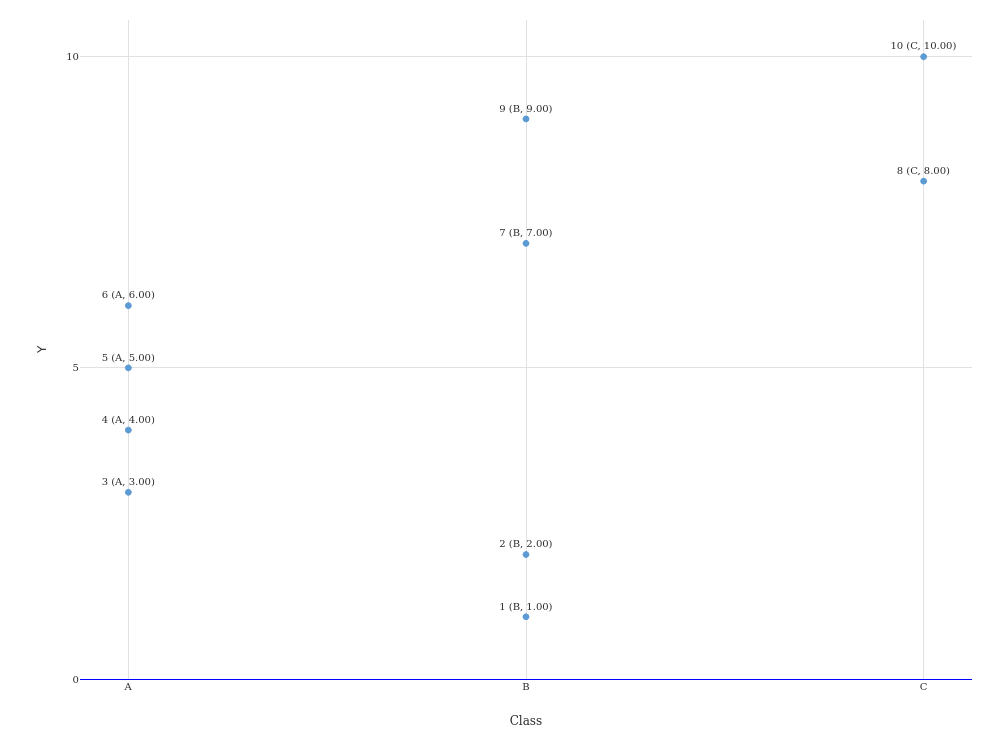 10 (C, 10.00)
10
9 (B, 9.00)
8 (C, 8.00)
7 (B, 7.00)
6 (A, 6.00)
Y
5 (A, 5.00)
5
4 (A, 4.00)
3 (A, 3.00)
2 (B, 2.00)
1 (B, 1.00)
0
A B C
Class